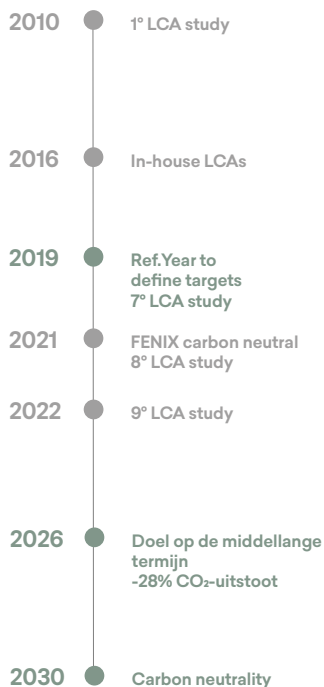 2010
1° LCA study
2016
In-house LCAs
2019
Ref.Year to
define targets
7° LCA study
2021
FENIX carbon neutral
8° LCA study
2022
9° LCA study
2026
Doel op de middellange
termijn
-28% CO₂-uitstoot
2030
Carbon neutrality